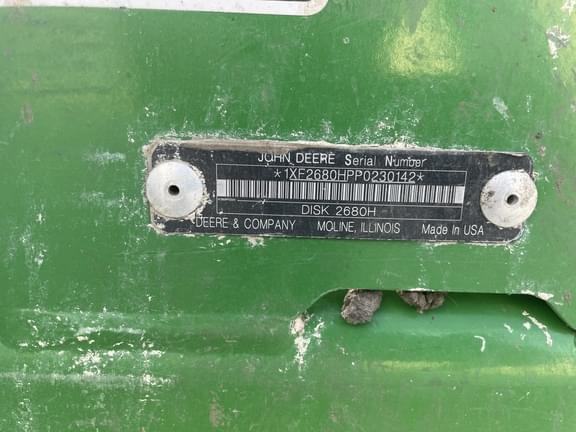 JOHN DEERE Serial Number
*1XF2680HPP0230142*
DISK 2680H
DEERE & COMPANY MOLINE, ILLINOIS Made in USA